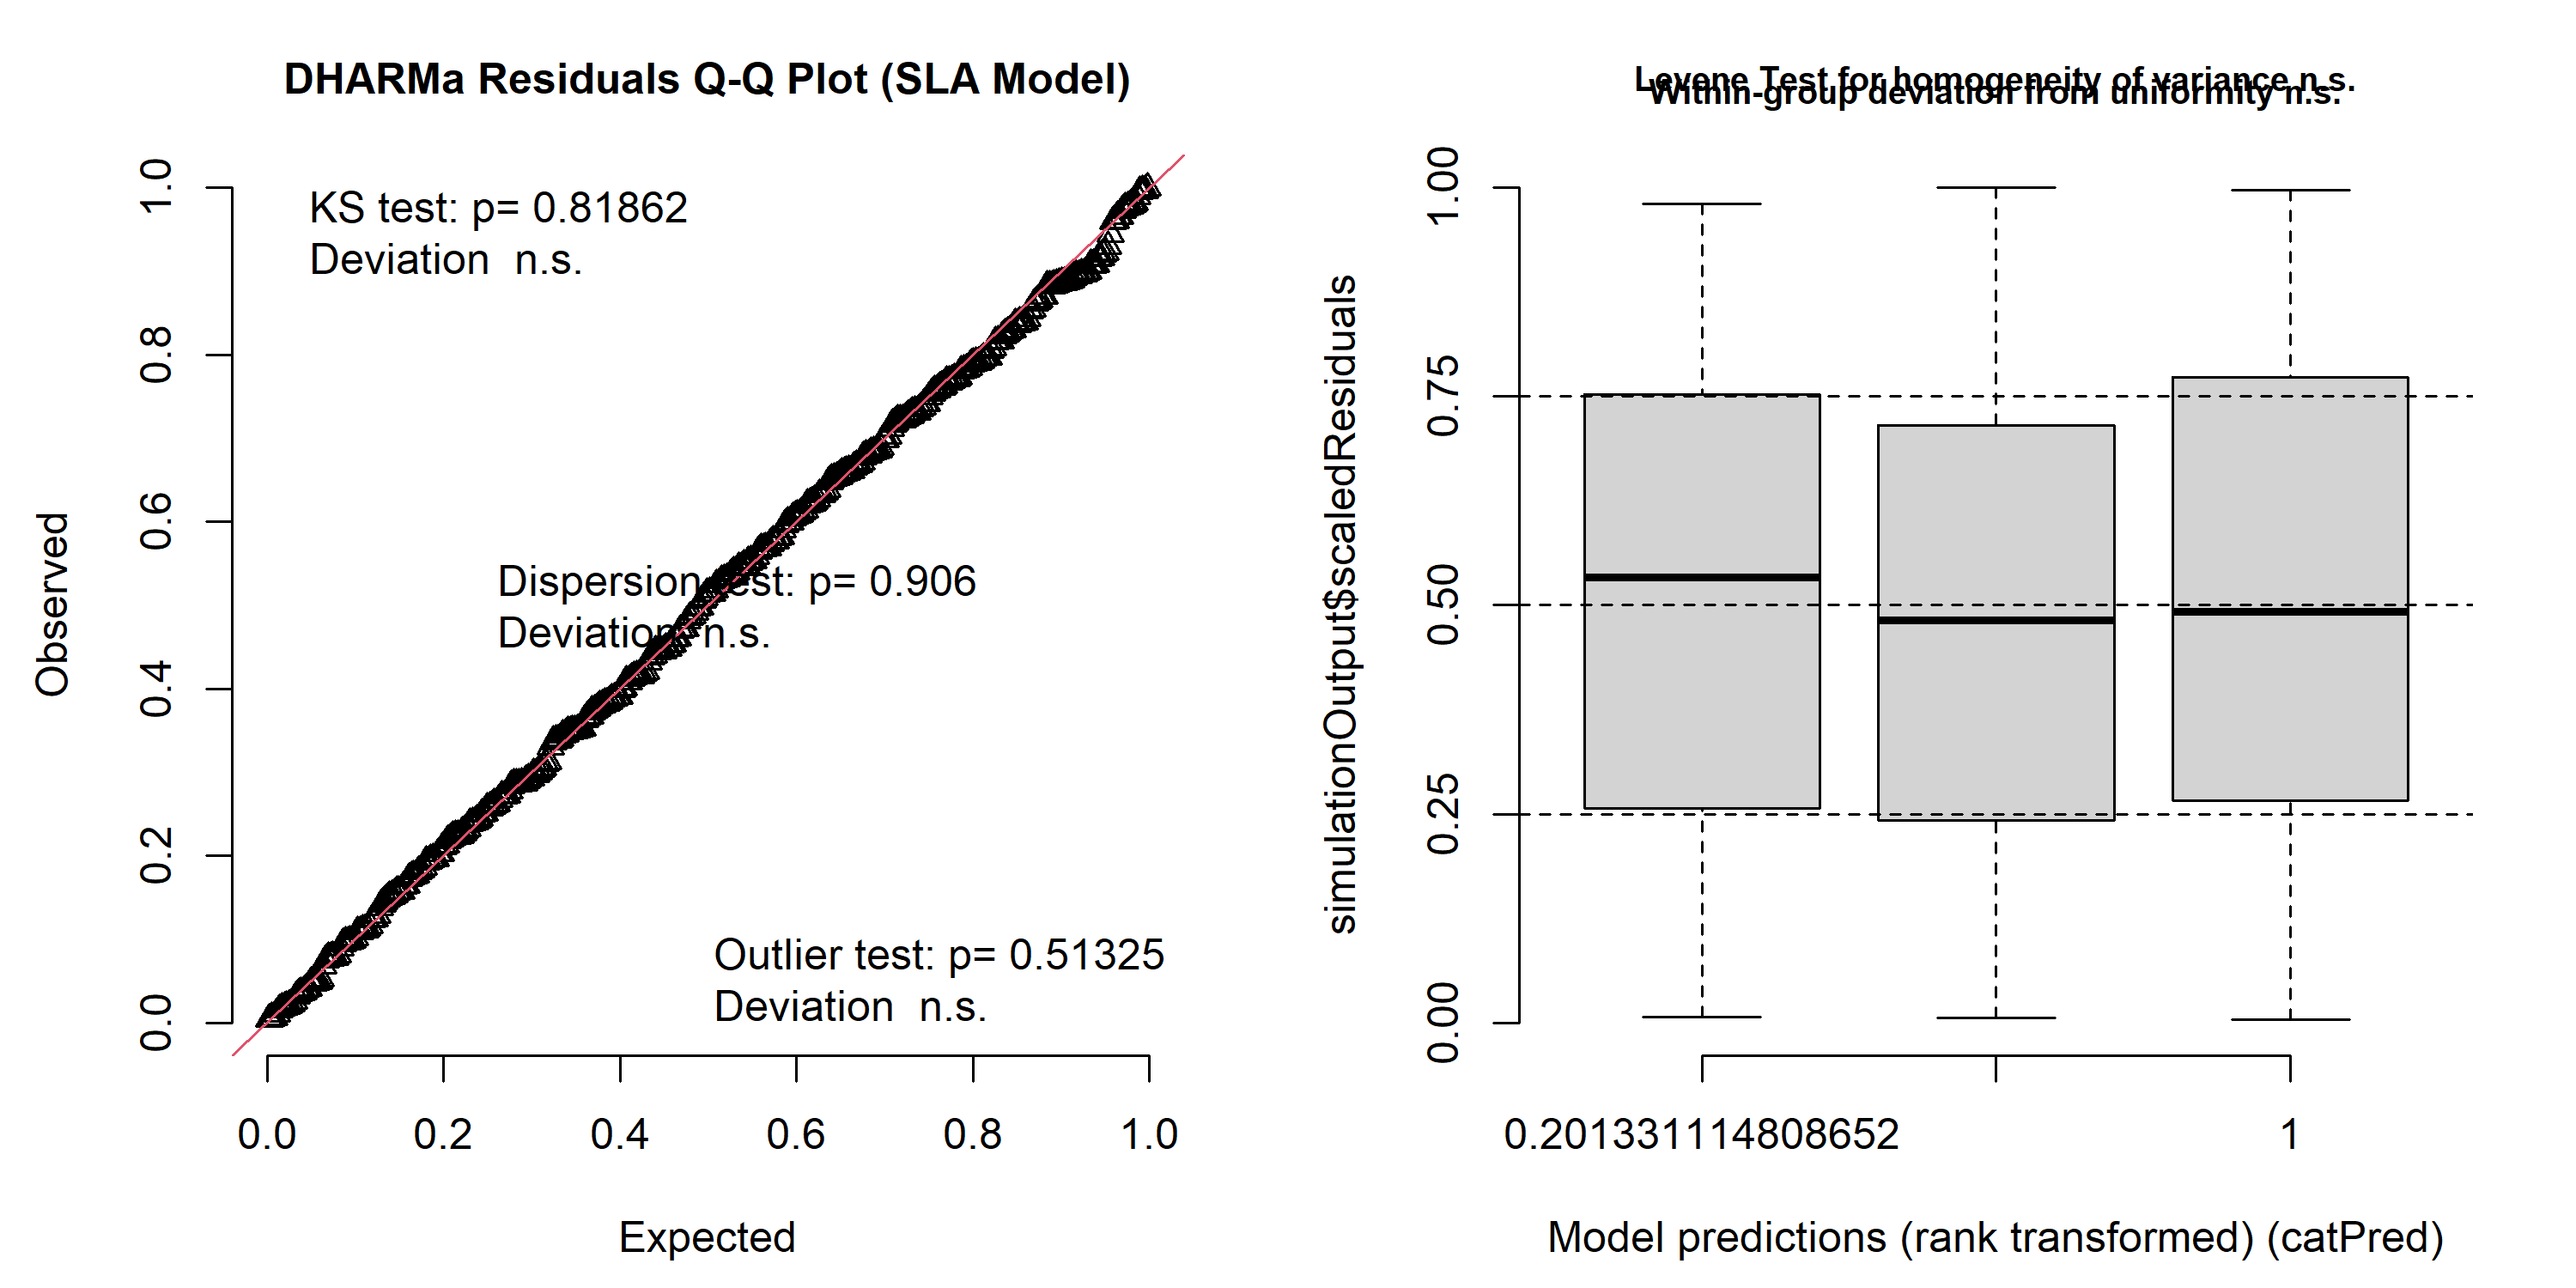 DHARMa Residuals Q-Q Plot (SLA Model)
KS test: p= 0.81862
Deviation  n.s.
Dispersion test: p= 0.906
Deviation  n.s.
Outlier test: p= 0.51325
Deviation  n.s.
Observed
1.0
0.8
0.6
0.4
0.2
0.0
0.0 0.2 0.4 0.6 0.8 1.0
Expected
Levene Test for homogeneity of variance n.s.
Within-group deviation from uniformity n.s.
simulationOutput$scaledResiduals
1.00
0.75
0.50
0.25
0.00
0.201331114808652 1
Model predictions (rank transformed) (catPred)